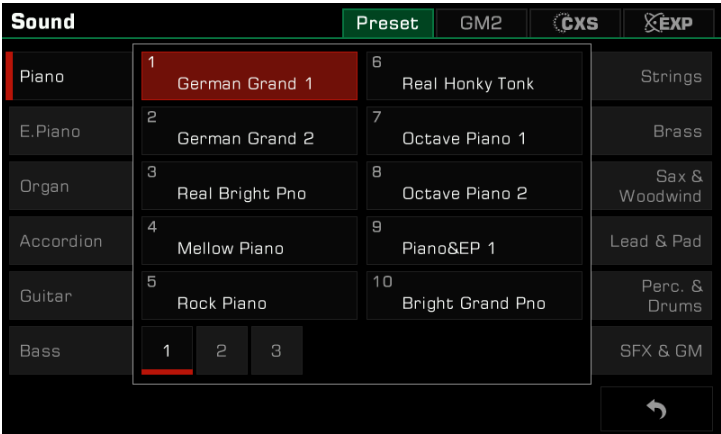 Sound
Preset
GM2
CXS
EXP
Piano
E.Piano
Organ
Accordion
Guitar
Bass
1
German Grand 1
2
German Grand 2
3
Real Bright Pno
4
Mellow Piano
5
Rock Piano
6
Real Honky Tonk
7
Octave Piano 1
8
Octave Piano 2
9
Piano&EP 1
10
Bright Grand Pno
1 2 3
Strings
Brass
Sax &
Woodwind
Lead & Pad
Perc. &
Drums
SFX & GM